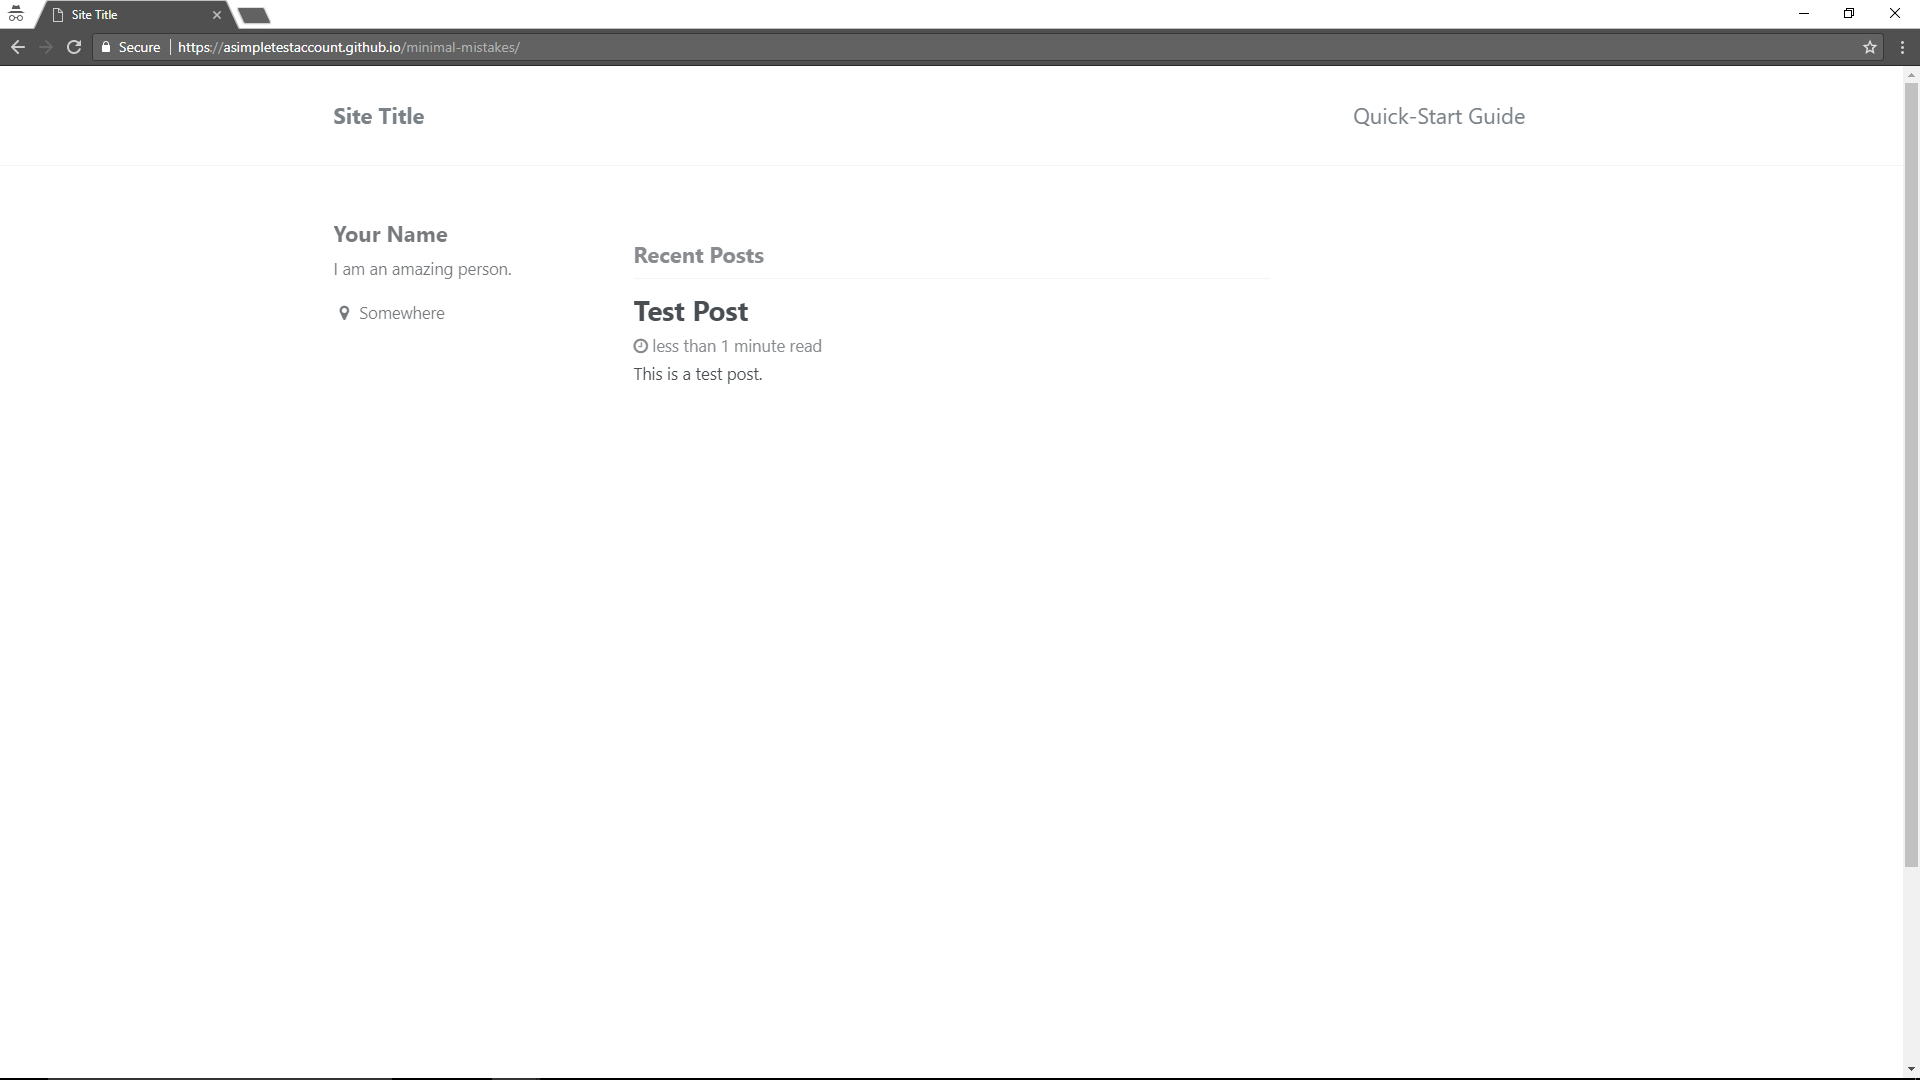 Site Title
Secure https://asimpletestaccount.github.io/minimal-mistakes/
Site Title
Quick-Start Guide
Your Name
I am an amazing person.
Somewhere
Recent Posts
Test Post
less than 1 minute read
This is a test post.